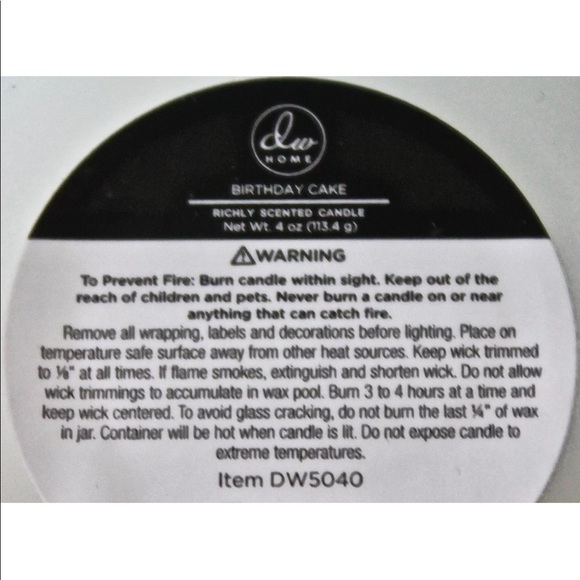 dw
HOME
BIRTHDAY CAKE
RICHLY SCENTED CANDLE
Net Wt. 4 oz (113.4 g)
⚠WARNING
To Prevent Fire: Burn candle within sight. Keep out of the
reach of children and pets. Never burn a candle on or near
anything that can catch fire.
Remove all wrapping, labels and decorations before lighting. Place on
temperature safe surface away from other heat sources. Keep wick trimmed
to ⅛" at all times. If flame smokes, extinguish and shorten wick. Do not allow
wick trimmings to accumulate in wax pool. Burn 3 to 4 hours at a time and
keep wick centered. To avoid glass cracking, do not burn the last ¼" of wax
in jar. Container will be hot when candle is lit. Do not expose candle to
extreme temperatures.
Item DW5040